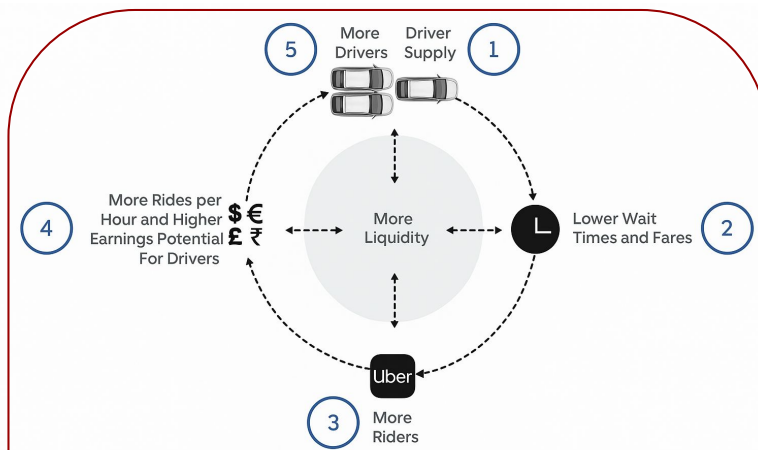 5
More
Drivers
Driver
Supply
1
4
More Rides per
Hour and Higher
Earnings Potential
For Drivers
$ €
£ ₹
More
Liquidity
Lower Wait
Times and Fares
2
Uber
3
More
Riders